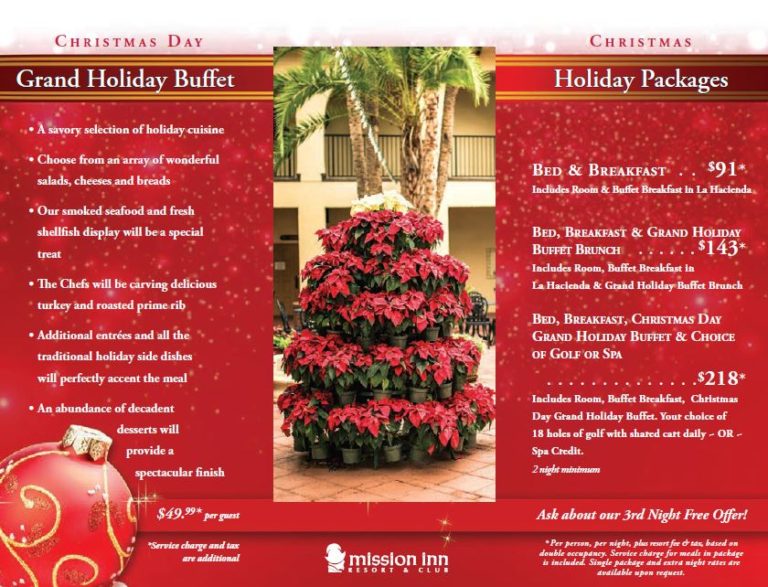 CHRISTMAS DAY
Grand Holiday Buffet
• A savory selection of holiday cuisine
• Choose from an array of wonderful
salads, cheeses and breads
• Our smoked seafood and fresh
shellfish display will be a special
treat
• The Chefs will be carving delicious
turkey and roasted prime rib
• Additional entrées and all the
traditional holiday side dishes
will perfectly accent the meal
• An abundance of decadent
desserts will
provide a
spectacular finish
$49.99* per guest
*Service charge and tax
are additional
mission inn
RESORT & CLUB
CHRISTMAS
Holiday Packages
BED & BREAKFAST . . $91*
Includes Room & Buffet Breakfast in La Hacienda
BED, BREAKFAST & GRAND HOLIDAY
BUFFET BRUNCH . . . . . . $143*
Includes Room, Buffet Breakfast in
La Hacienda & Grand Holiday Buffet Brunch
BED, BREAKFAST, CHRISTMAS DAY
GRAND HOLIDAY BUFFET & CHOICE
OF GOLF OR SPA
. . . . . . . . . . . . . . $218*
Includes Room, Buffet Breakfast, Christmas
Day Grand Holiday Buffet. Your choice of
18 holes of golf with shared cart daily ~ OR ~
Spa Credit.
2 night minimum
Ask about our 3rd Night Free Offer!
*Per person, per night, plus resort fee & tax, based on
double occupancy. Service charge for meals in package
is included. Single package and extra night rates are
available upon request.